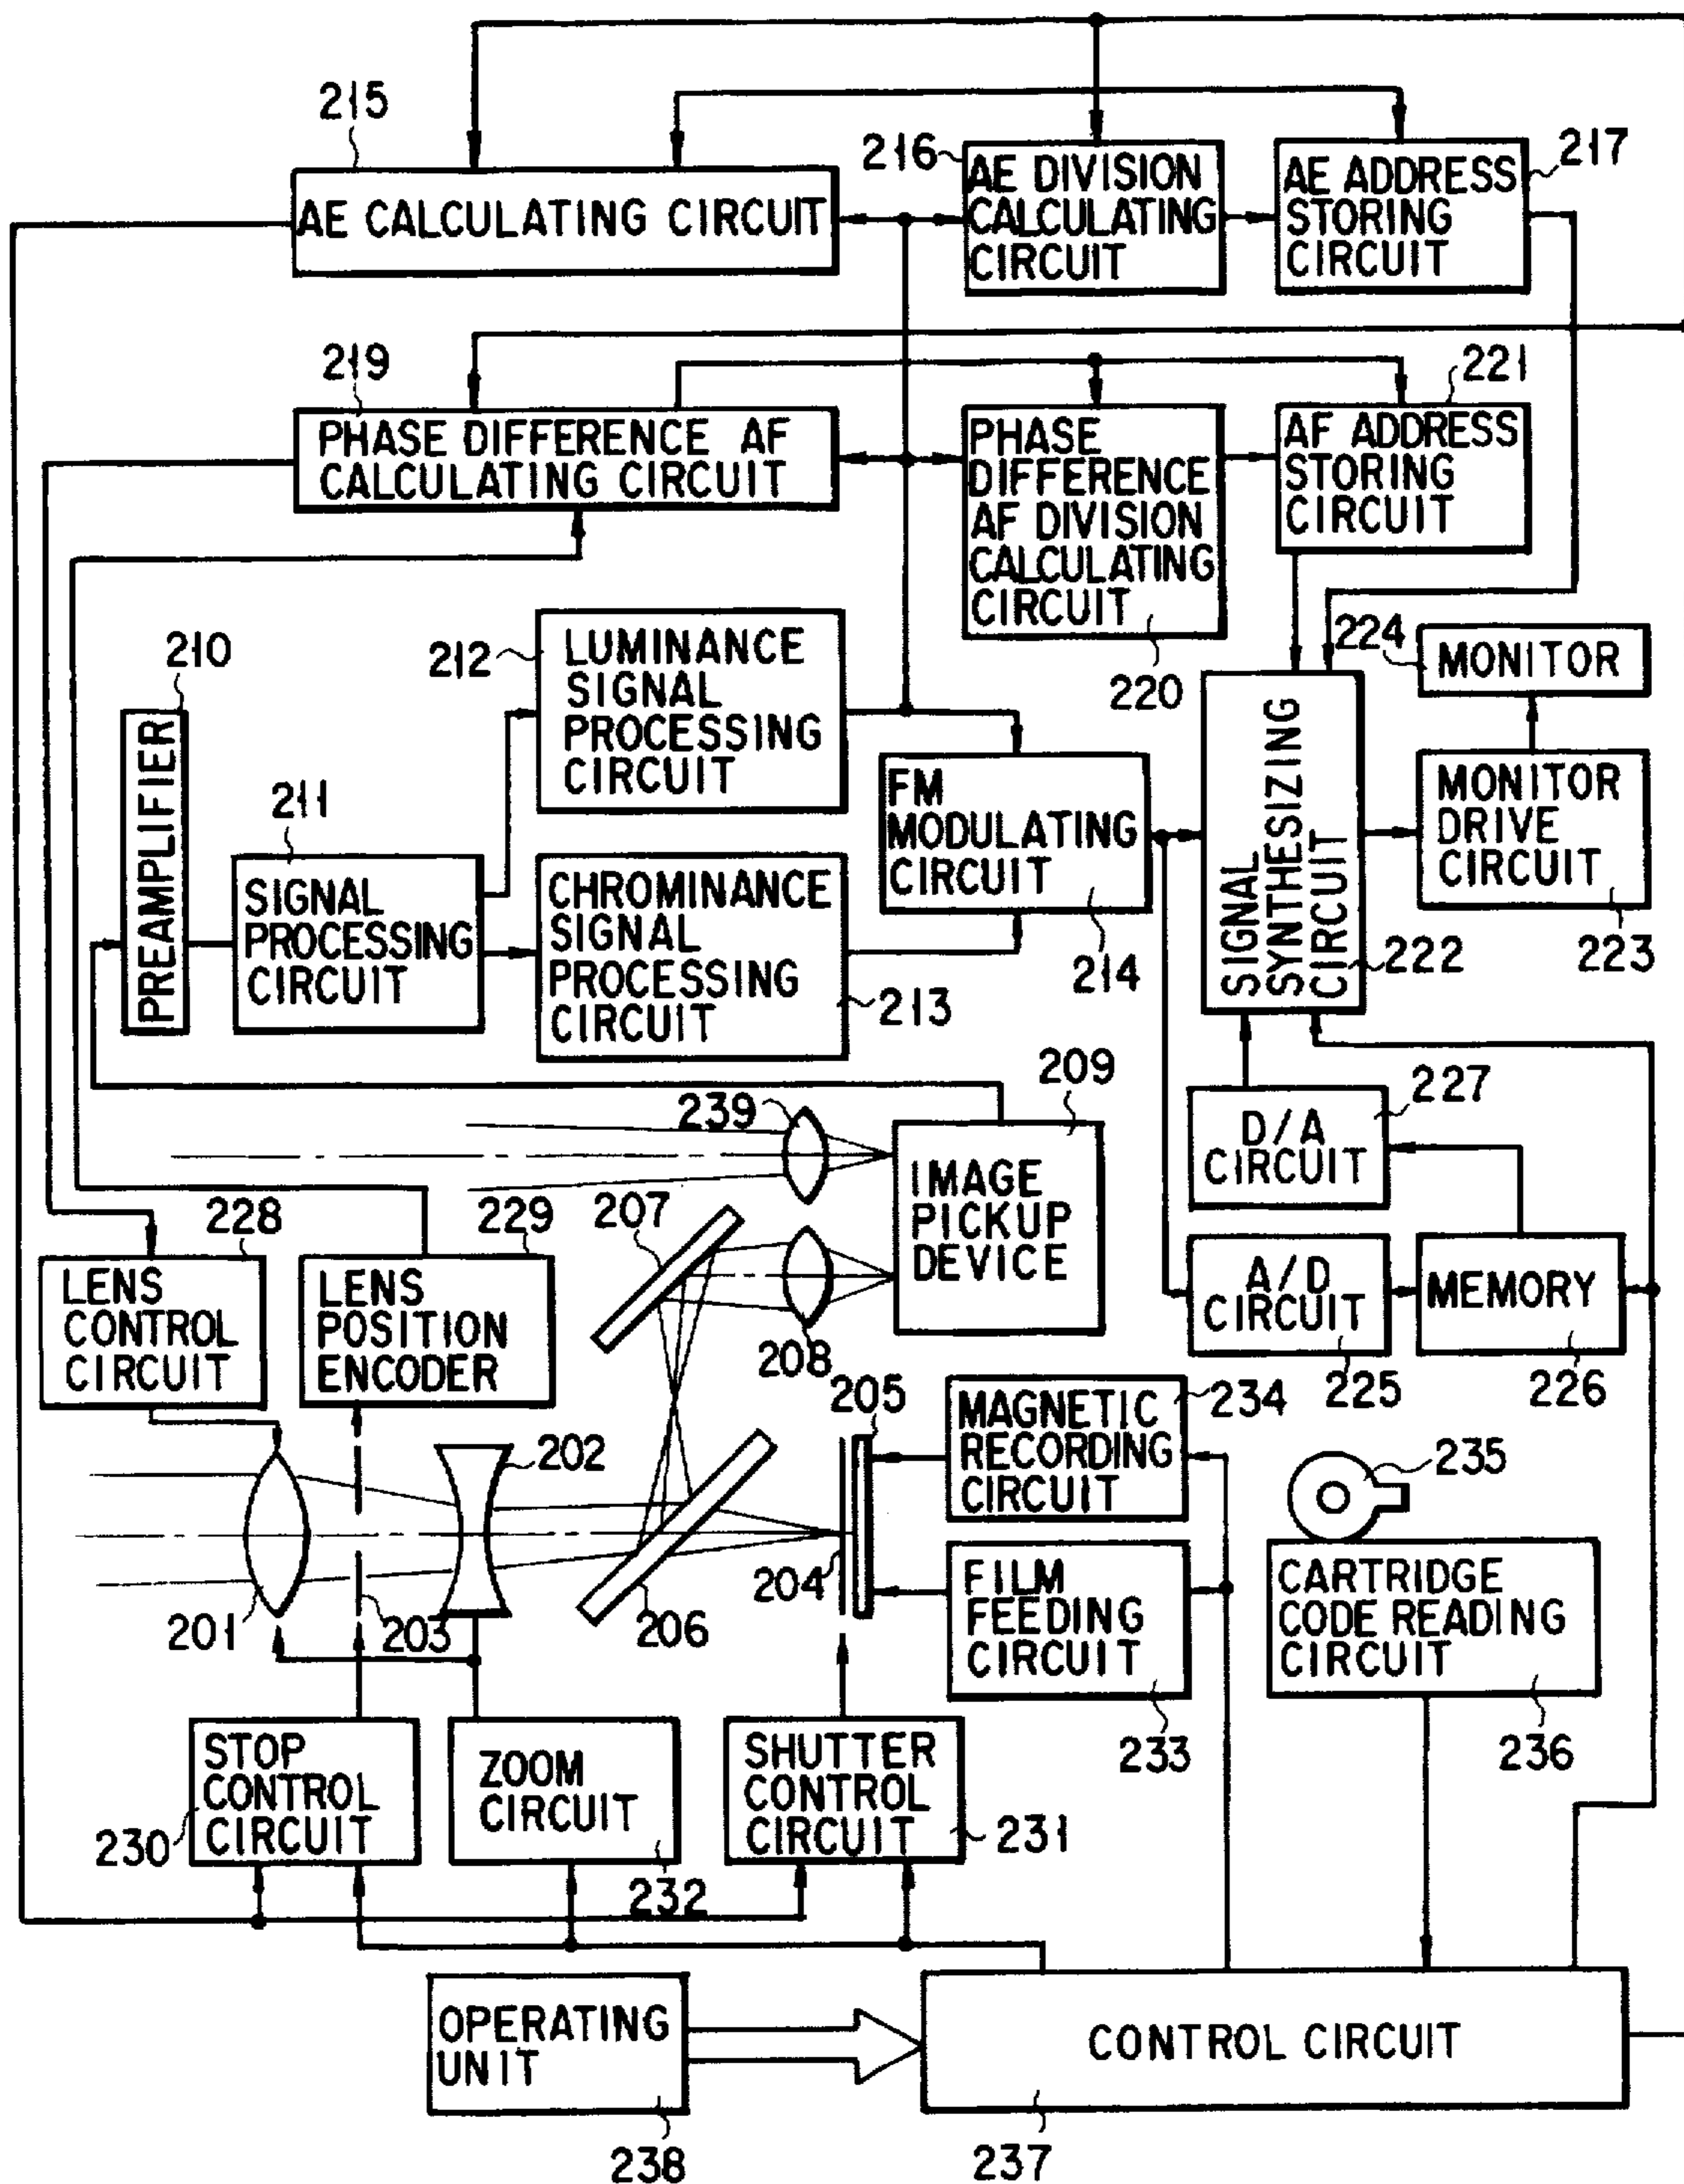 215
AE CALCULATING CIRCUIT
216
AE DIVISION
CALCULATING
CIRCUIT
217
AE ADDRESS
STORING
CIRCUIT
219
PHASE DIFFERENCE AF
CALCULATING CIRCUIT
PHASE
DIFFERENCE
AF DIVISION
CALCULATING
CIRCUIT
220
221
AF ADDRESS
STORING
CIRCUIT
210
PREAMPLIFIER
211
SIGNAL
PROCESSING
CIRCUIT
212
LUMINANCE
SIGNAL
PROCESSING
CIRCUIT
CHROMINANCE
SIGNAL
PROCESSING
CIRCUIT
213
FM
MODULATING
CIRCUIT
214
SIGNAL
SYNTHESIZING
CIRCUIT
222
224
MONITOR
MONITOR
DRIVE
CIRCUIT
223
239
209
IMAGE
PICKUP
DEVICE
227
D/A
CIRCUIT
A/D
CIRCUIT
225
MEMORY
226
228
LENS
CONTROL
CIRCUIT
229
LENS
POSITION
ENCODER
207
208
205
234
MAGNETIC
RECORDING
CIRCUIT
235
202
201
203
206
204
FILM
FEEDING
CIRCUIT
233
CARTRIDGE
CODE READING
CIRCUIT
236
STOP
CONTROL
CIRCUIT
230
ZOOM
CIRCUIT
232
SHUTTER
CONTROL
CIRCUIT
231
OPERATING
UNIT
238
CONTROL CIRCUIT
237